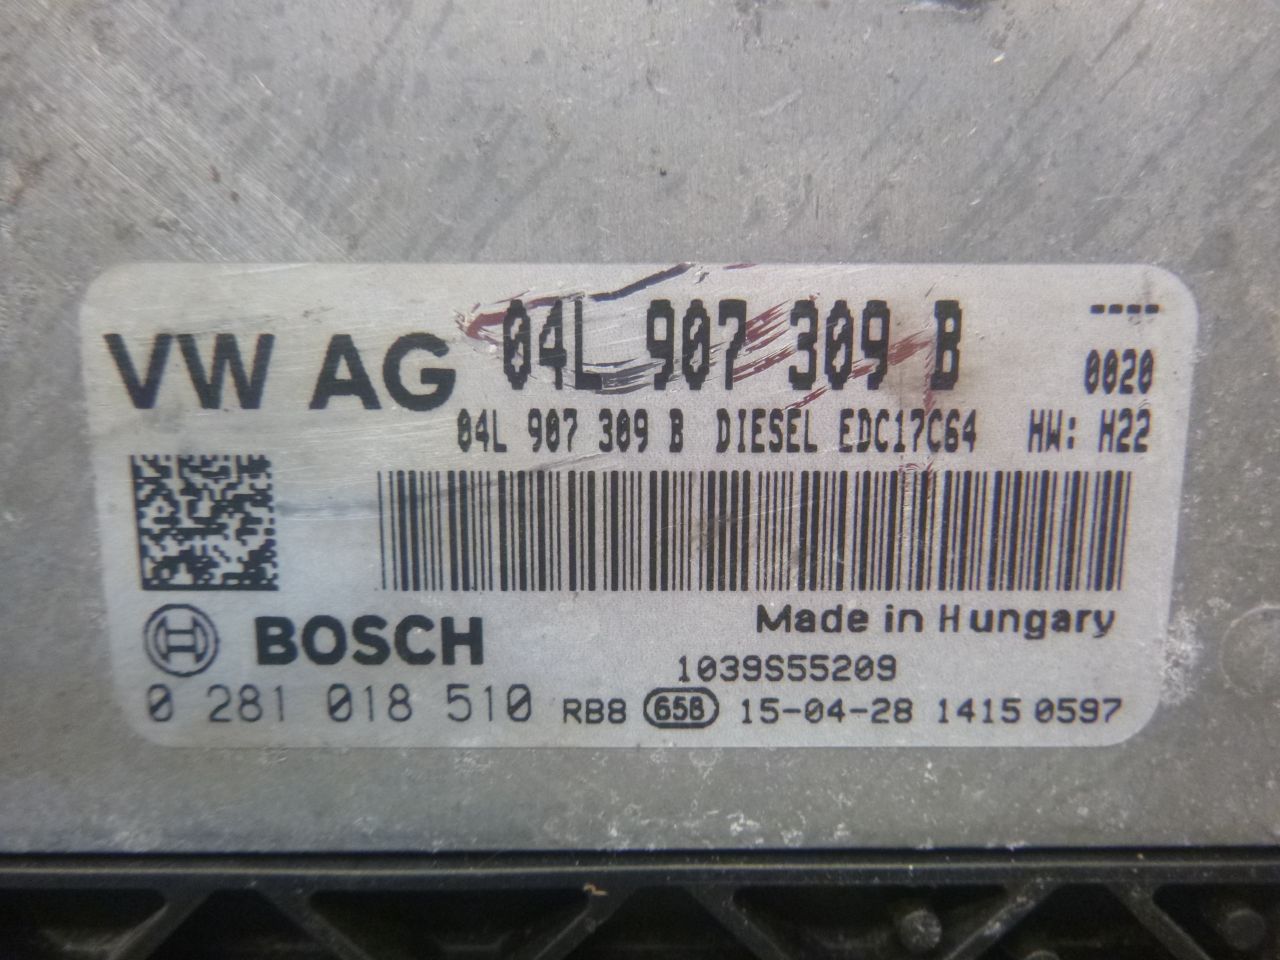 VW AG 04L 907 309 B ----
0020
04L 907 309 B DIESEL EDC17C64 HW: H22
BOSCH Made in Hungary
1039S55209
0 281 018 510 RB8 65B 15-04-28 1415 0597